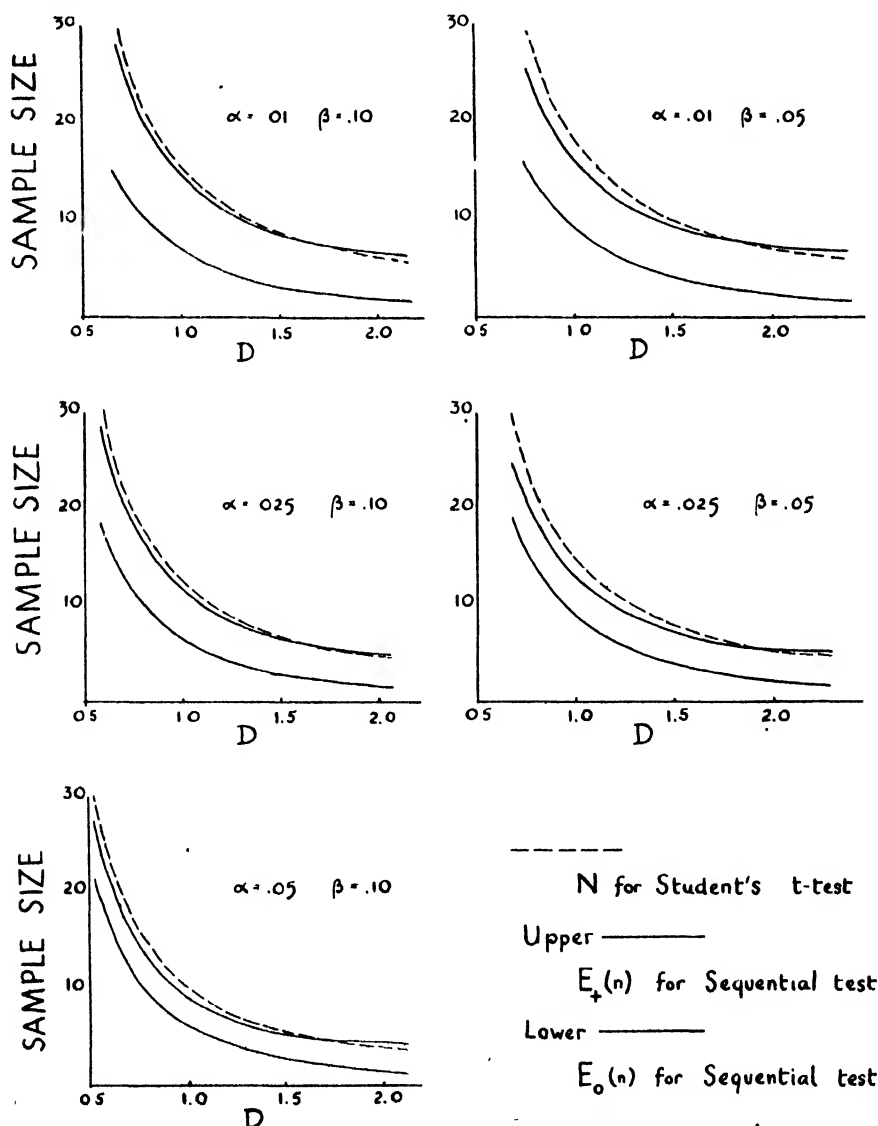 SAMPLE SIZE
30
20
10
α = 01 β = .10
0 5
1.0
1.5
2.0
D
30
20
10
α = .01 β = .05
0 5
1.0
1.5
2.0
D
SAMPLE SIZE
30
20
10
α = 025 β = .10
0 5
1.0
1.5
2.0
D
30
20
10
α = .025 β = .05
0 5
1.0
1.5
2.0
D
SAMPLE SIZE
30
20
10
α = .05 β = .10
0 5
1.0
1.5
2.0
D
N for Student's t-test
Upper
E₊(n) for Sequential test
Lower
E₀(n) for Sequential test